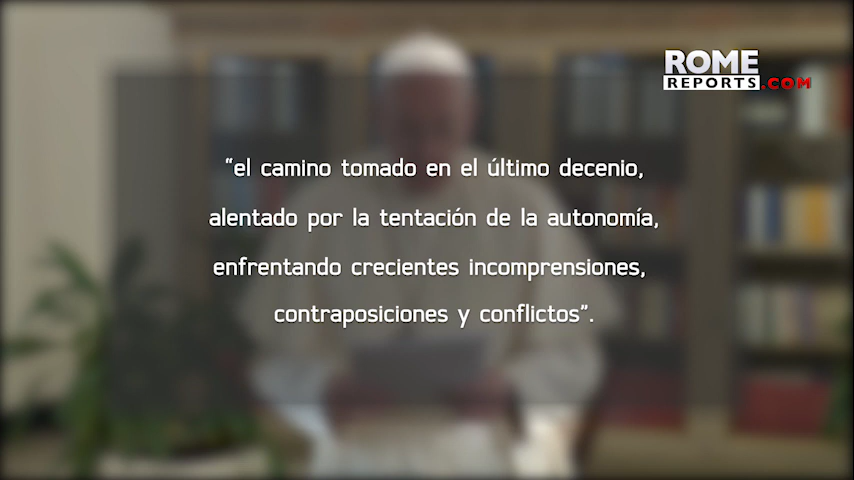 ROME
REPORTS.COM
“el camino tomado en el último decenio,
alentado por la tentación de la autonomía,
enfrentando crecientes incomprensiones,
contraposiciones y conflictos”.